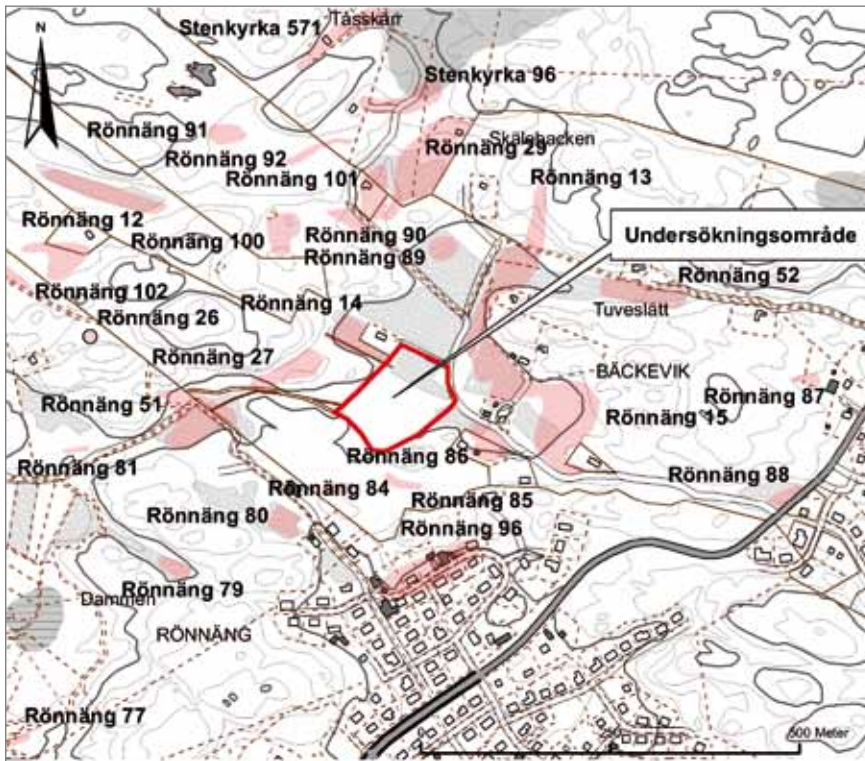 N
Stenkyrka 571
Tåsskärr
Stenkyrka 96
Rönnäng 91
Skälebacken
Rönnäng 92
Rönnäng 29
Rönnäng 101
Rönnäng 13
Rönnäng 12
Rönnäng 100
Rönnäng 90
Undersökningsområde
Rönnäng 89
Rönnäng 52
Rönnäng 102
Rönnäng 14
Rönnäng 26
Tuveslätt
Rönnäng 27
BÄCKEVIK
Rönnäng 87
Rönnäng 51
Rönnäng 15
Rönnäng 86
Rönnäng 81
Rönnäng 88
Rönnäng 84
Rönnäng 85
Rönnäng 80
Rönnäng 96
Rönnäng 79
Dammen
RÖNNÄNG
Rönnäng 77
0
500 Meter